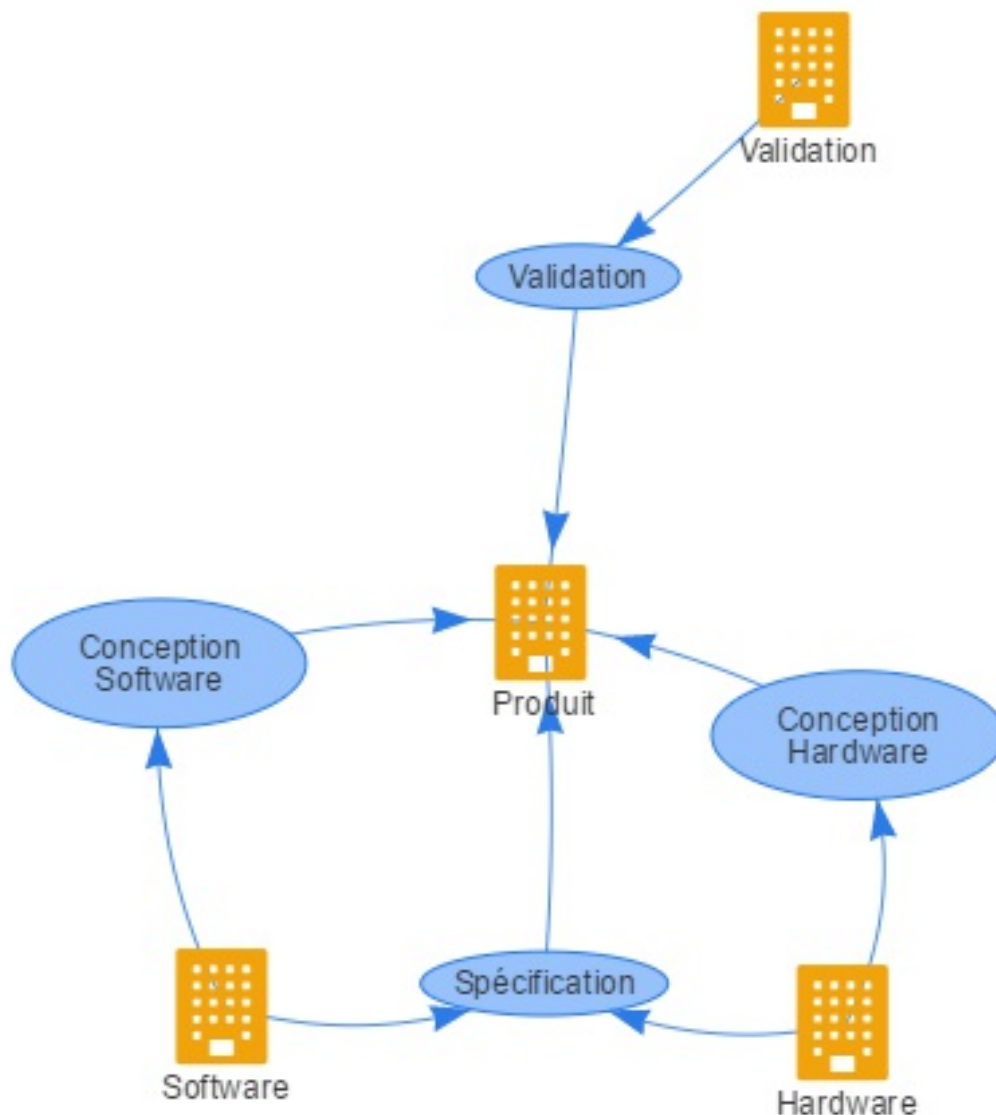 Validation
Validation
Conception
Software
Produit
Conception
Hardware
Spécification
Software
Hardware